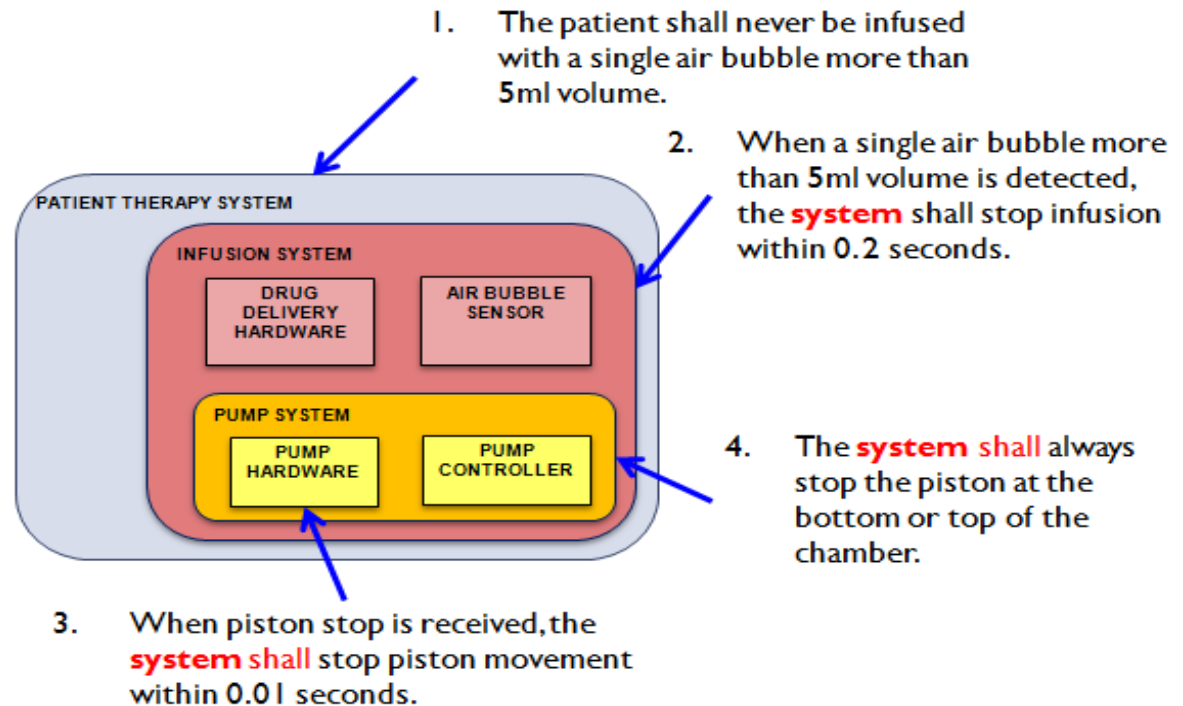 1. The patient shall never be infused
with a single air bubble more than
5ml volume.
2. When a single air bubble more
than 5ml volume is detected,
the system shall stop infusion
within 0.2 seconds.
PATIENT THERAPY SYSTEM
INFUSION SYSTEM
DRUG
DELIVERY
HARDWARE
AIR BUBBLE
SENSOR
PUMP SYSTEM
PUMP
HARDWARE
PUMP
CONTROLLER
4. The system shall always
stop the piston at the
bottom or top of the
chamber.
3. When piston stop is received, the
system shall stop piston movement
within 0.01 seconds.